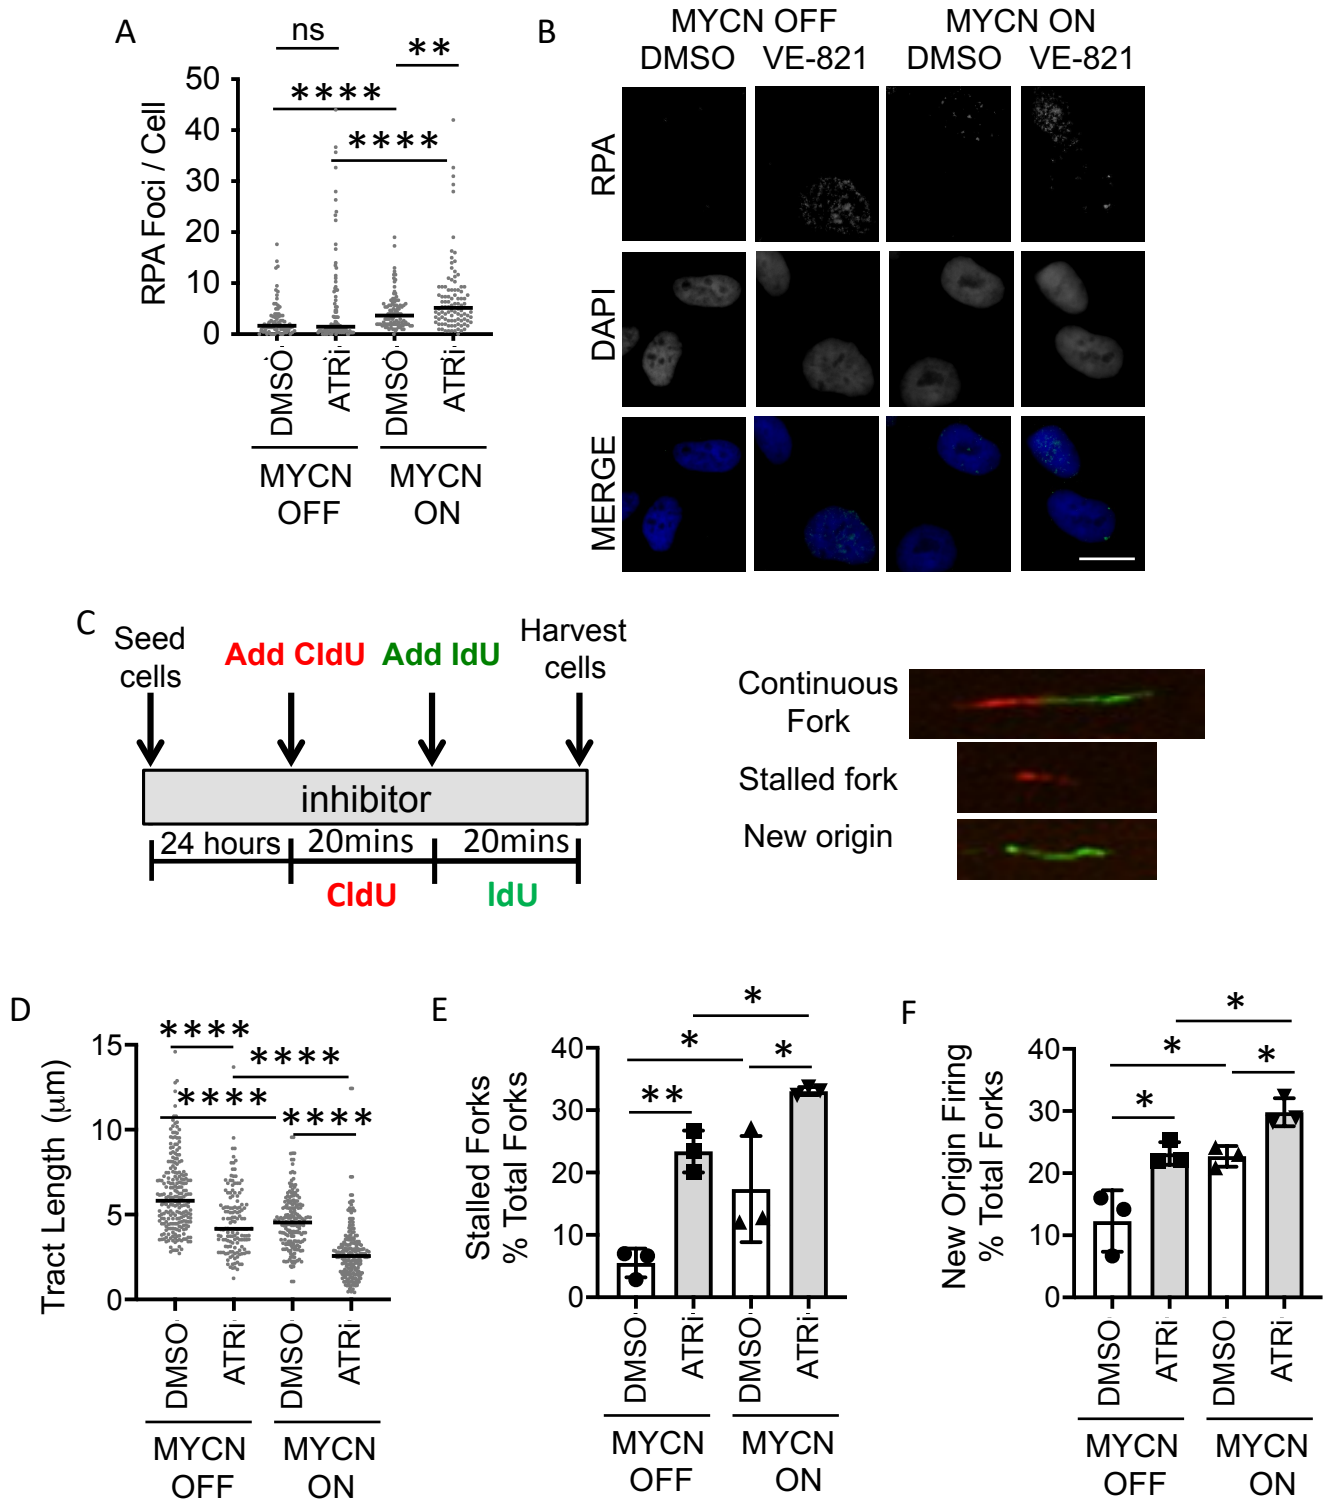 A
ns
**
****
****
50
40
30
20
10
0
RPA Foci / Cell
DMSO
ATRi
DMSO
ATRi
MYCN
OFF
MYCN
ON
B
MYCN OFF
MYCN ON
DMSO
VE-821
DMSO
VE-821
RPA
DAPI
MERGE
C
Seed
cells
Add CldU
Add IdU
Harvest
cells
inhibitor
24 hours
20mins
20mins
CldU
IdU
Continuous
Fork
Stalled fork
New origin
D
****
****
****
****
15
10
5
0
Tract Length (μm)
DMSO
ATRi
DMSO
ATRi
MYCN
OFF
MYCN
ON
E
*
*
*
**
40
30
20
10
0
Stalled Forks
% Total Forks
DMSO
ATRi
DMSO
ATRi
MYCN
OFF
MYCN
ON
F
*
*
*
*
40
30
20
10
0
New Origin Firing
% Total Forks
DMSO
ATRi
DMSO
ATRi
MYCN
OFF
MYCN
ON